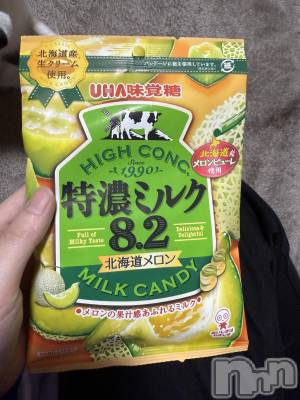 北海道産
生クリーム
使用。
UHA味覚糖
HIGH CONC.
Since
1990
北海道産
メロンピューレ
使用
特濃ミルク
8.2
Full of
Milky Taste
Delicious &
Delightful
北海道メロン
MILK CANDY
●メロンの果汁感あふれるミルク●